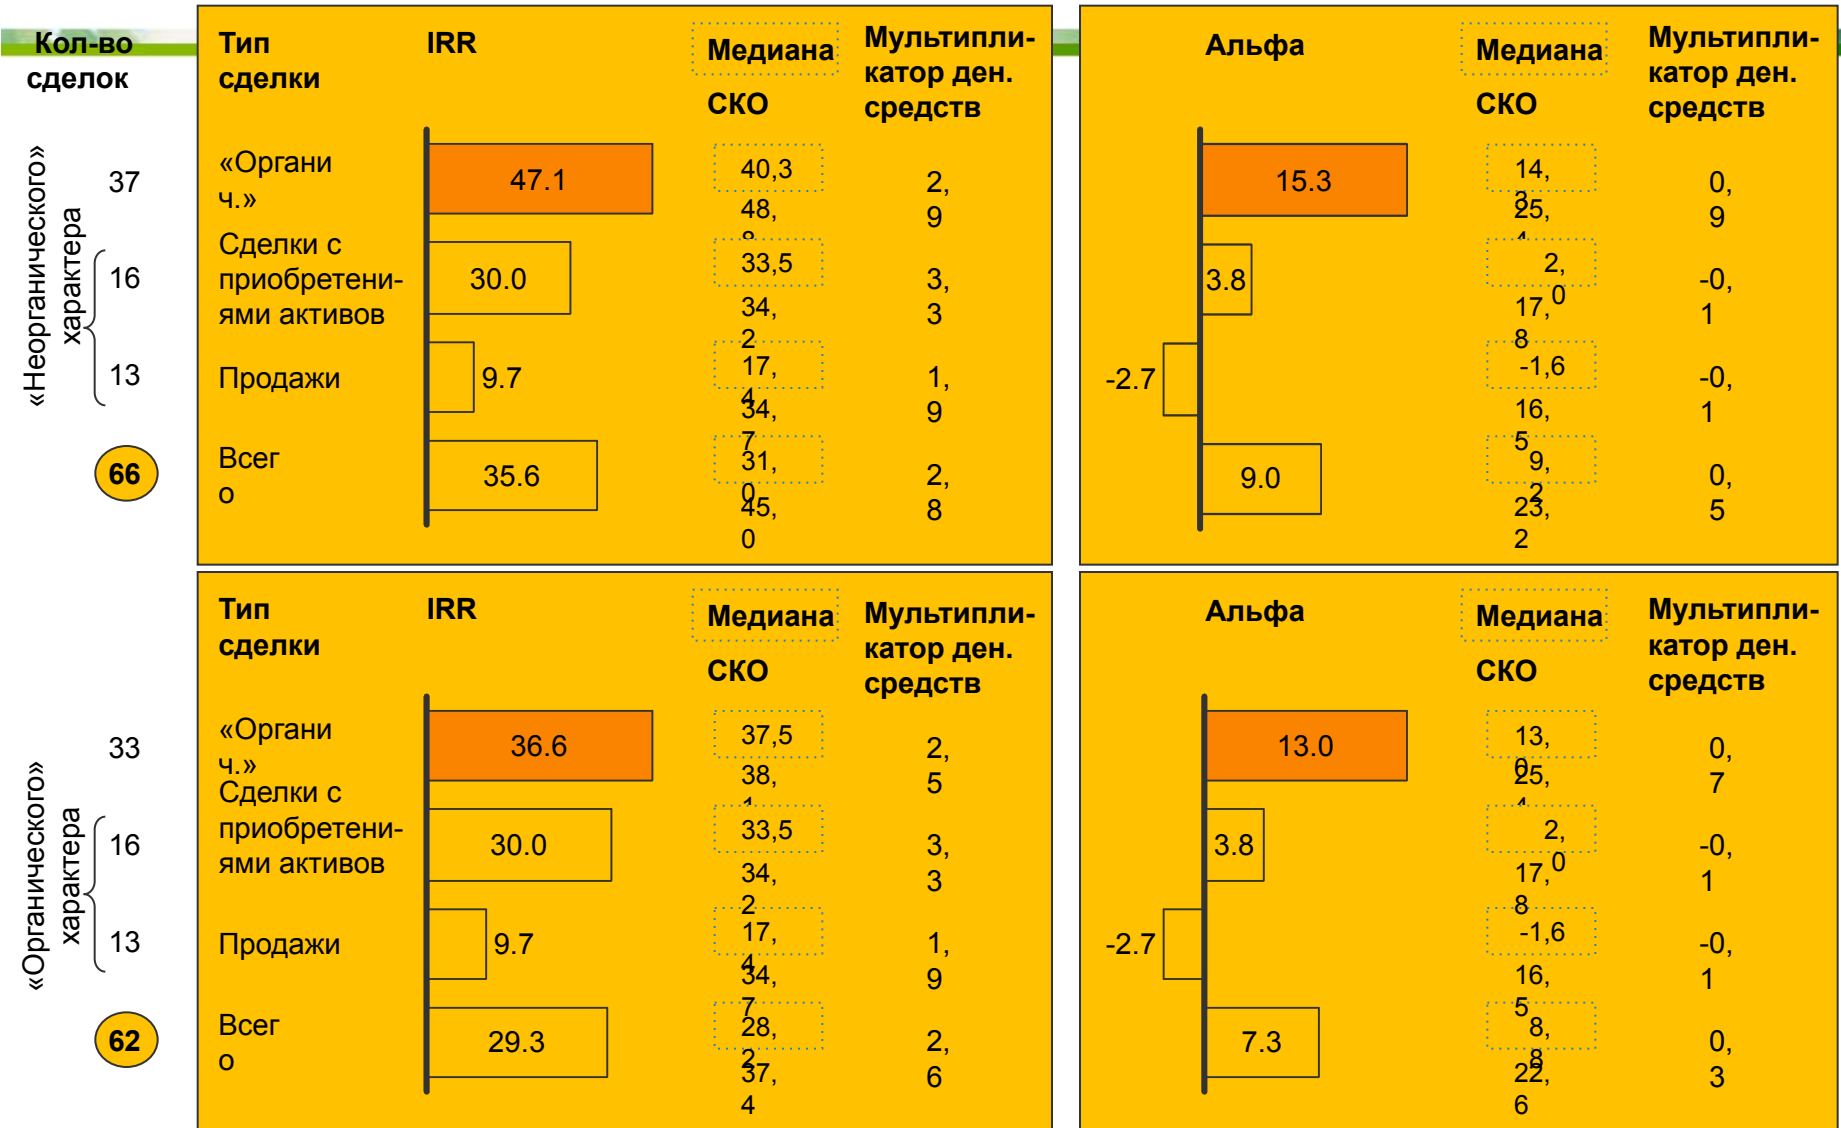 Кол-во
сделок
Тип
сделки
IRR
Медиана
СКО
Мультипли-
катор ден.
средств
Альфа
Медиана
СКО
Мультипли-
катор ден.
средств
«Неорганического»
характера
37
«Органи
ч.»
47.1
40,3
48,
2,
9
15.3
14,
3
25,
4
0,
9
16
Сделки с
приобретени-
ями активов
30.0
33,5
34,
2
3,
3
3.8
2,
0
17,
8
-0,
1
13
Продажи
9.7
17,
4
34,
7
1,
9
-2.7
-1,6
16,
5
-0,
1
66
Всег
о
35.6
31,
0
45,
0
2,
8
9.0
9,
2
23,
2
0,
5
Тип
сделки
IRR
Медиана
СКО
Мультипли-
катор ден.
средств
Альфа
Медиана
СКО
Мультипли-
катор ден.
средств
«Органического»
характера
33
«Органи
ч.»
36.6
37,5
38,
2,
5
13.0
13,
0
25,
4
0,
7
16
Сделки с
приобретени-
ями активов
30.0
33,5
34,
2
3,
3
3.8
2,
0
17,
8
-0,
1
13
Продажи
9.7
17,
4
34,
7
1,
9
-2.7
-1,6
16,
5
-0,
1
62
Всег
о
29.3
28,
2
37,
4
2,
6
7.3
8,
8
22,
6
0,
3